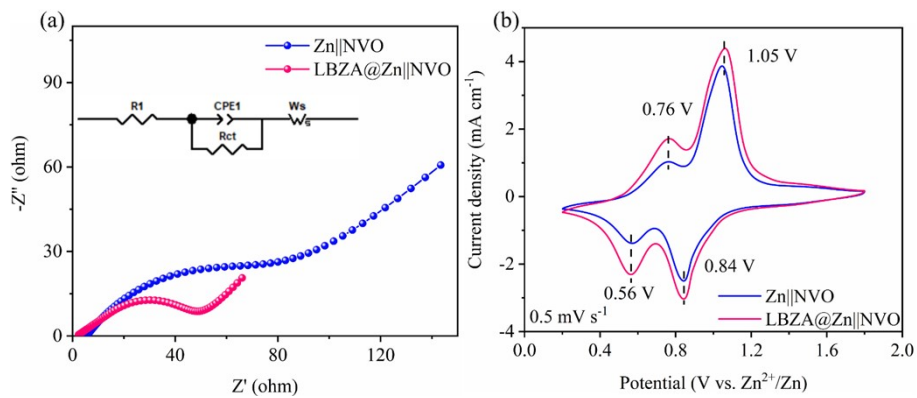 (a)
Zn||NVO
LBZA@Zn||NVO
R1
CPE1
Ws
Rct
-Z'' (ohm)
90
60
30
0
0
40
80
120
Z' (ohm)
(b)
1.05 V
0.76 V
0.84 V
0.56 V
0.5 mV s⁻¹
Zn||NVO
LBZA@Zn||NVO
Current density (mA cm⁻¹)
4
2
0
-2
-4
0.0
0.4
0.8
1.2
1.6
2.0
Potential (V vs. Zn²⁺/Zn)